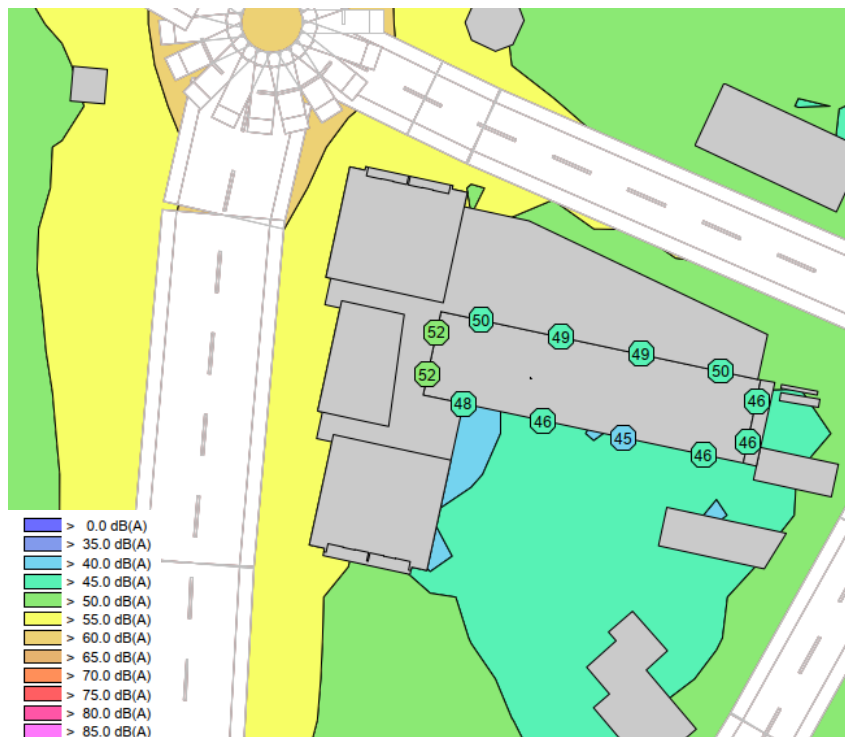 50
52
49
49
50
52
46
48
46
45
46
46
> 0.0 dB(A)
> 35.0 dB(A)
> 40.0 dB(A)
> 45.0 dB(A)
> 50.0 dB(A)
> 55.0 dB(A)
> 60.0 dB(A)
> 65.0 dB(A)
> 70.0 dB(A)
> 75.0 dB(A)
> 80.0 dB(A)
> 85.0 dB(A)